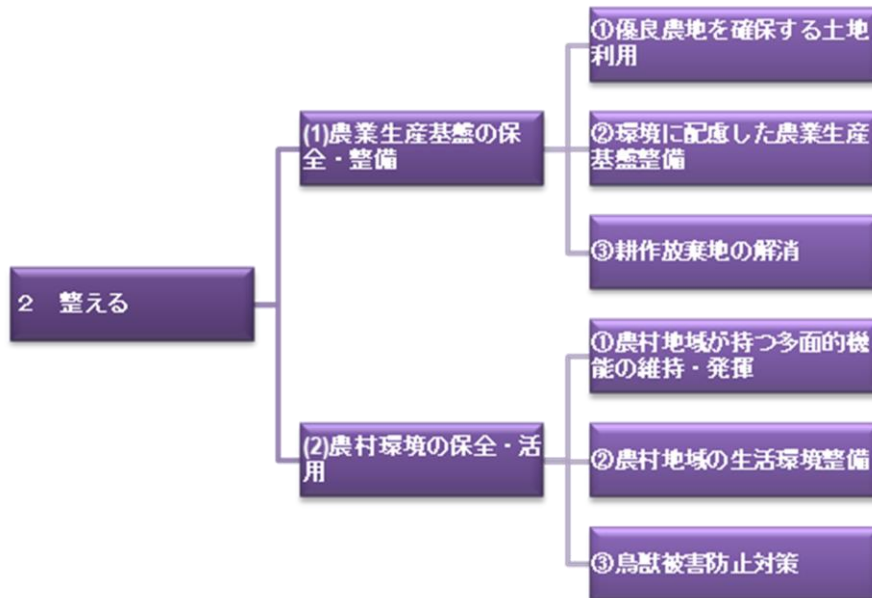 2　整える
(1)農業生産基盤の保
全・整備
①優良農地を確保する土地
利用
②環境に配慮した農業生産
基盤整備
③耕作放棄地の解消
(2)農村環境の保全・活
用
①農村地域が持つ多面的機
能の維持・発揮
②農村地域の生活環境整備
③鳥獣被害防止対策